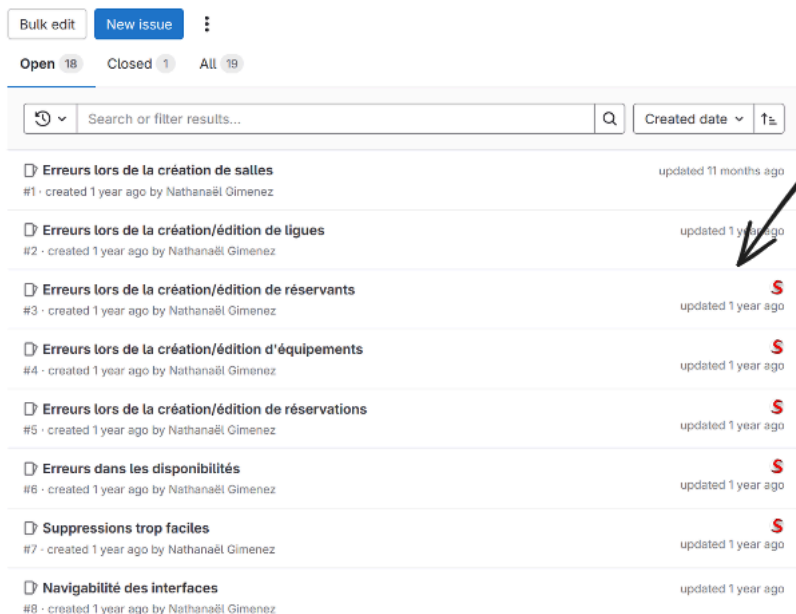 Bulk edit New issue
Open 18 Closed 1 All 19
Search or filter results... Created date
Erreurs lors de la création de salles updated 11 months ago
#1 · created 1 year ago by Nathanaël Gimenez
Erreurs lors de la création/édition de ligues updated 1 year ago
#2 · created 1 year ago by Nathanaël Gimenez
Erreurs lors de la création/édition de réservants S
#3 · created 1 year ago by Nathanaël Gimenez updated 1 year ago
Erreurs lors de la création/édition d'équipements S
#4 · created 1 year ago by Nathanaël Gimenez updated 1 year ago
Erreurs lors de la création/édition de réservations S
#5 · created 1 year ago by Nathanaël Gimenez updated 1 year ago
Erreurs dans les disponibilités S
#6 · created 1 year ago by Nathanaël Gimenez updated 1 year ago
Suppressions trop faciles S
#7 · created 1 year ago by Nathanaël Gimenez updated 1 year ago
Navigabilité des interfaces updated 1 year ago
#8 · created 1 year ago by Nathanaël Gimenez